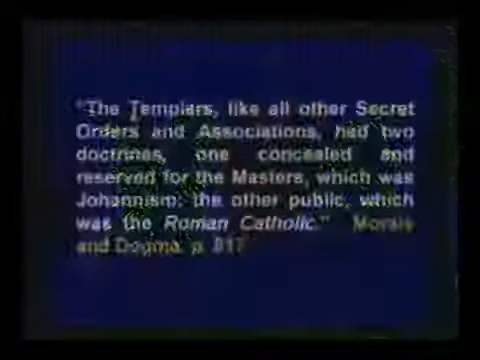 "The Templars, like all other Secret
Orders and Associations, had two
doctrines, one concealed and
reserved for the Masters, which was
Johannism; the other public, which
was the Roman Catholic." Morals
and Dogma, p. 817